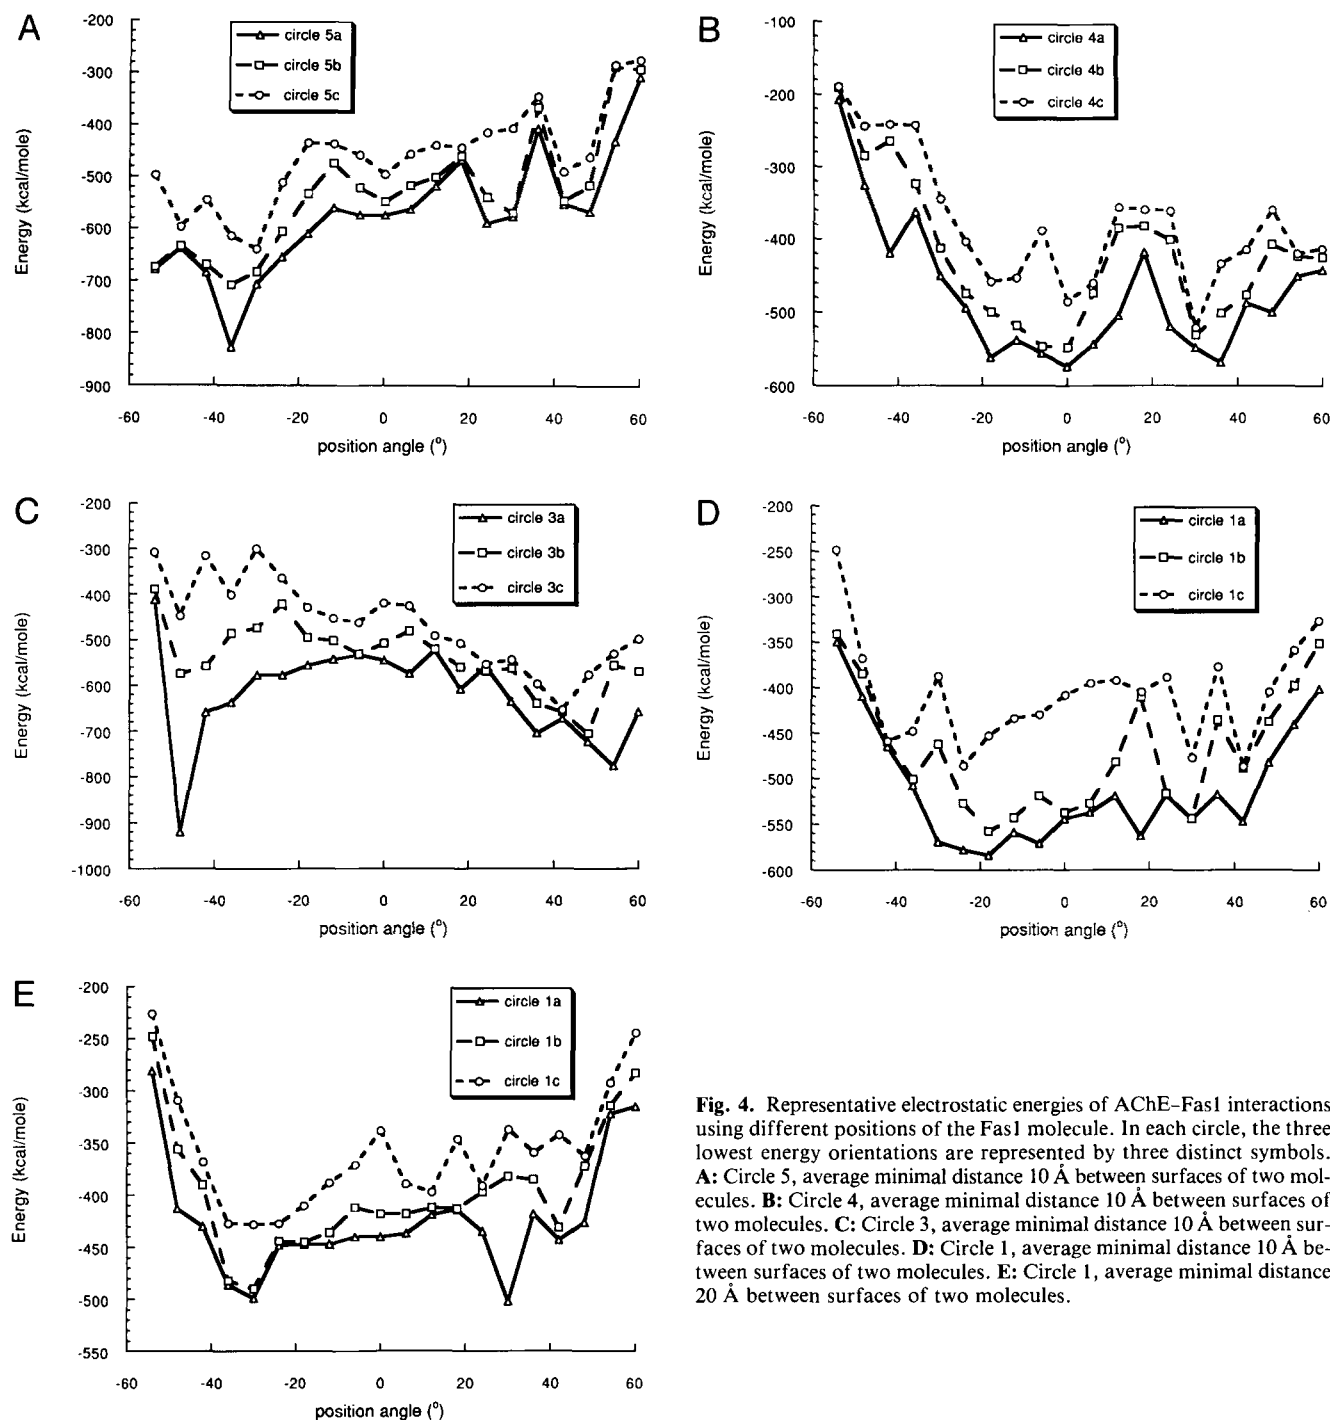 A
circle 5a
circle 5b
circle 5c
-200
-300
-400
-500
-600
-700
-800
-900
Energy (kcal/mole)
-60
-40
-20
0
20
40
60
position angle (°)
B
circle 4a
circle 4b
circle 4c
-100
-200
-300
-400
-500
-600
Energy (kcal/mole)
-60
-40
-20
0
20
40
60
position angle (°)
C
circle 3a
circle 3b
circle 3c
-200
-300
-400
-500
-600
-700
-800
-900
-1000
Energy (kcal/mole)
-60
-40
-20
0
20
40
60
position angle (°)
D
circle 1a
circle 1b
circle 1c
-200
-250
-300
-350
-400
-450
-500
-550
-600
Energy (kcal/mole)
-60
-40
-20
0
20
40
60
position angle (°)
E
circle 1a
circle 1b
circle 1c
-200
-250
-300
-350
-400
-450
-500
-550
Energy (kcal/mole)
-60
-40
-20
0
20
40
60
position angle (°)
Fig. 4. Representative electrostatic energies of AChE–Fas1 interactions
using different positions of the Fas1 molecule. In each circle, the three
lowest energy orientations are represented by three distinct symbols.
A: Circle 5, average minimal distance 10 Å between surfaces of two mol-
ecules. B: Circle 4, average minimal distance 10 Å between surfaces of
two molecules. C: Circle 3, average minimal distance 10 Å between sur-
faces of two molecules. D: Circle 1, average minimal distance 10 Å be-
tween surfaces of two molecules. E: Circle 1, average minimal distance
20 Å between surfaces of two molecules.